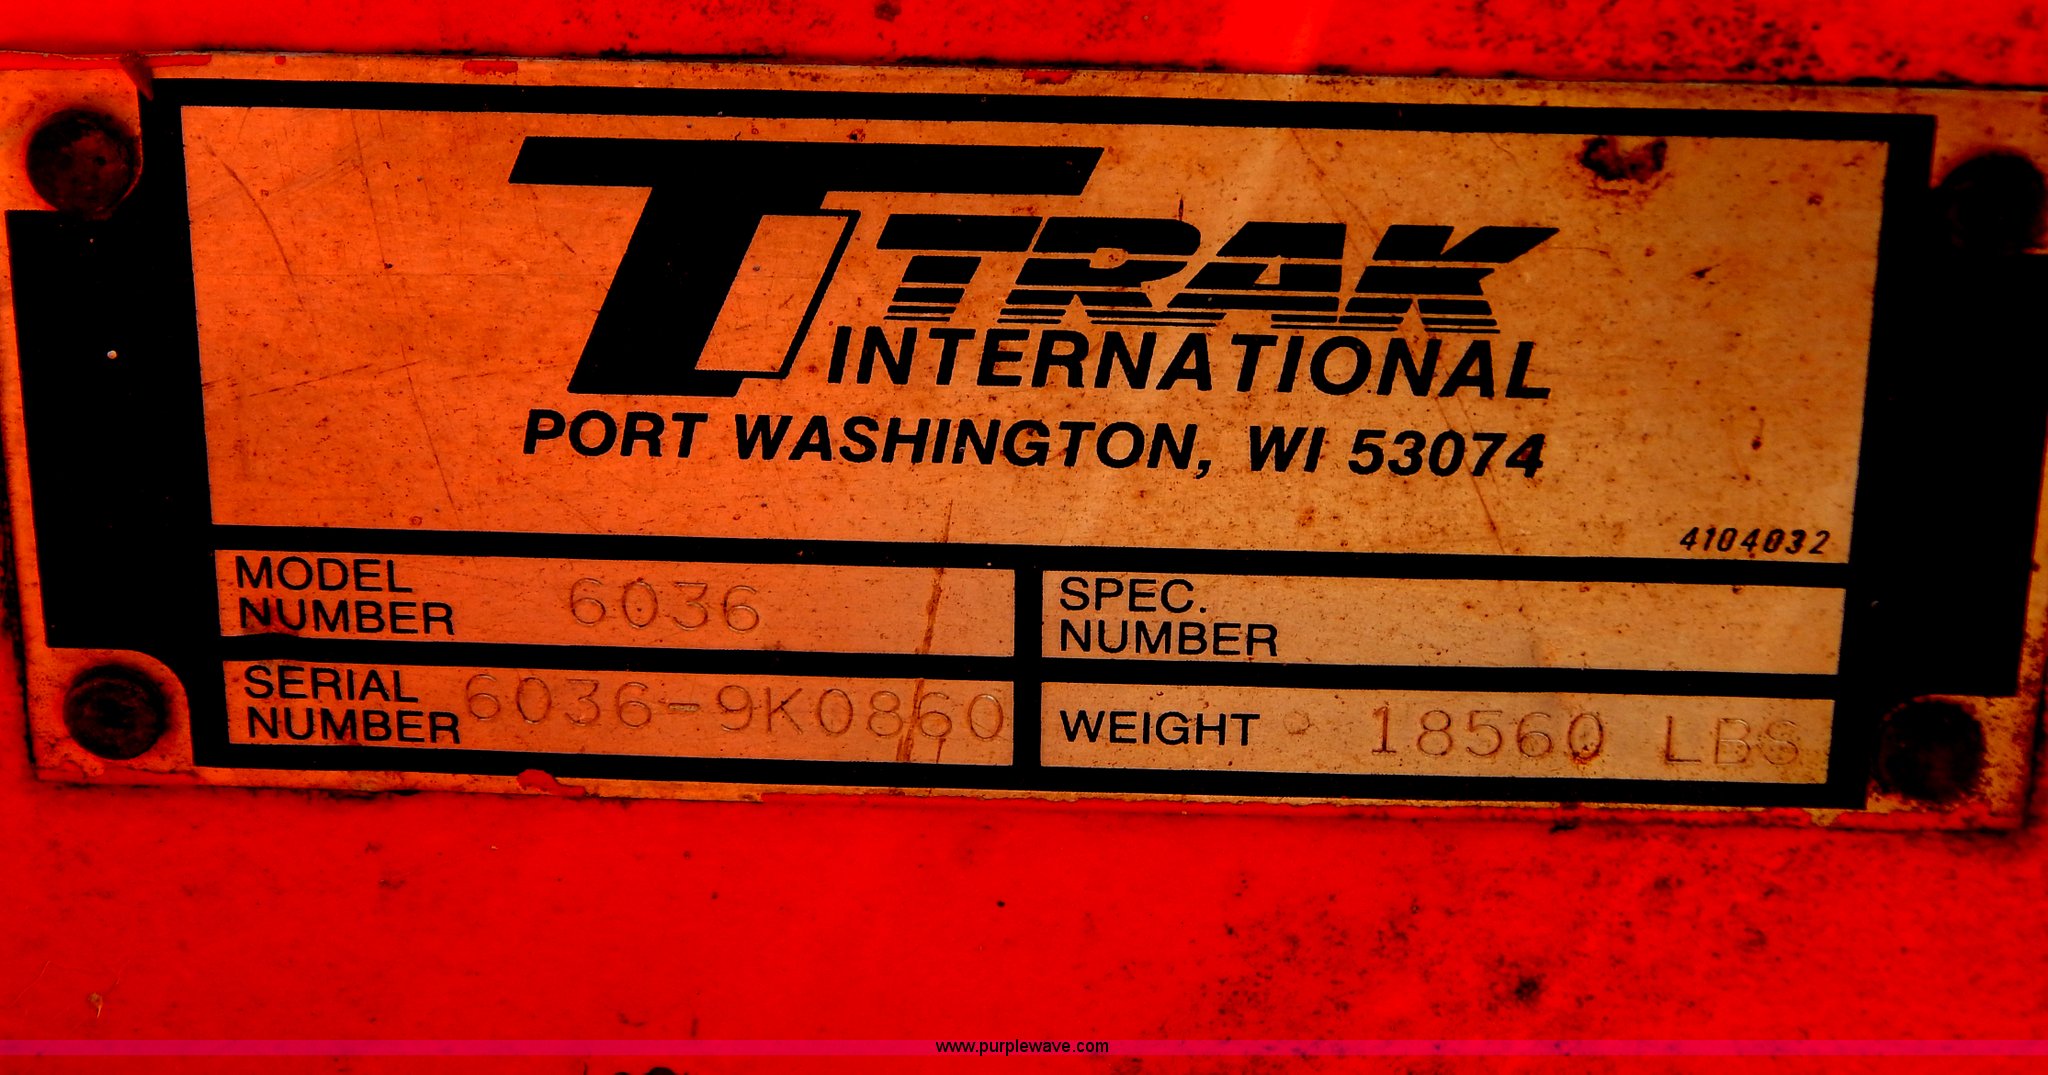 TRAK
INTERNATIONAL
PORT WASHINGTON, WI 53074
4104032
MODEL NUMBER 6036
SPEC. NUMBER
SERIAL NUMBER 6036-9K0860
WEIGHT 18560 LBS
www.purplewave.com